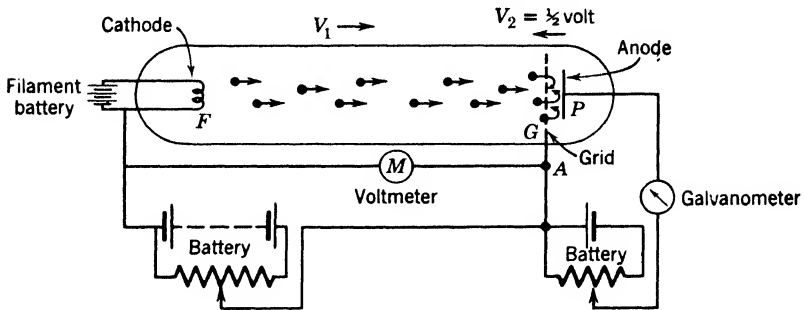 Cathode
V₁ →
V₂ = ½ volt
←
Anode
Filament
battery
F
P
G
Grid
M
A
Voltmeter
Galvanometer
Battery
Battery